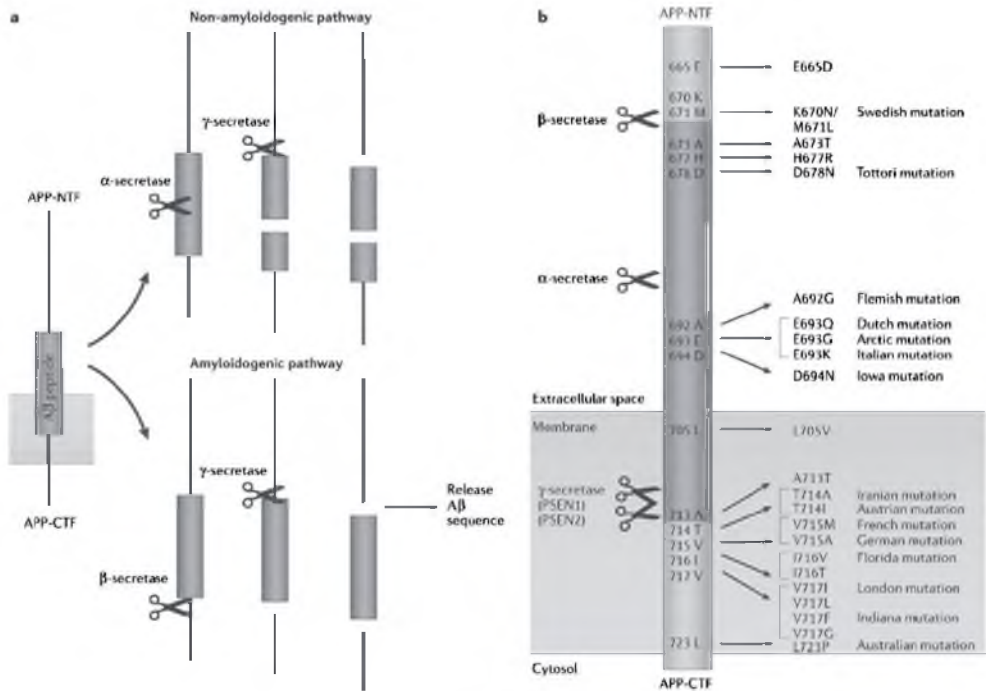 a
Non-amyloidogenic pathway
γ-secretase
α-secretase
APP-NTF
Aβ peptide
APP-CTF
Amyloidogenic pathway
γ-secretase
β-secretase
Release
Aβ
sequence
b
APP-NTF
665 E
E665D
670 K
671 M
β-secretase
K670N/
M671L
Swedish mutation
673 A
A673T
677 H
H677R
678 D
D678N
Tottori mutation
α-secretase
A692G
Flemish mutation
692 A
E693Q
Dutch mutation
693 E
E693G
Arctic mutation
694 D
E693K
Italian mutation
D694N
Iowa mutation
Extracellular space
Membrane
705 L
L705V
γ-secretase
(PSEN1)
(PSEN2)
A713T
713 A
T714A
Iranian mutation
714 T
T714I
Austrian mutation
715 V
V715M
French mutation
V715A
German mutation
716 I
I716V
Florida mutation
I716T
717 V
V717I
London mutation
V717L
V717F
Indiana mutation
V717G
723 L
L723P
Australian mutation
Cytosol
APP-CTF